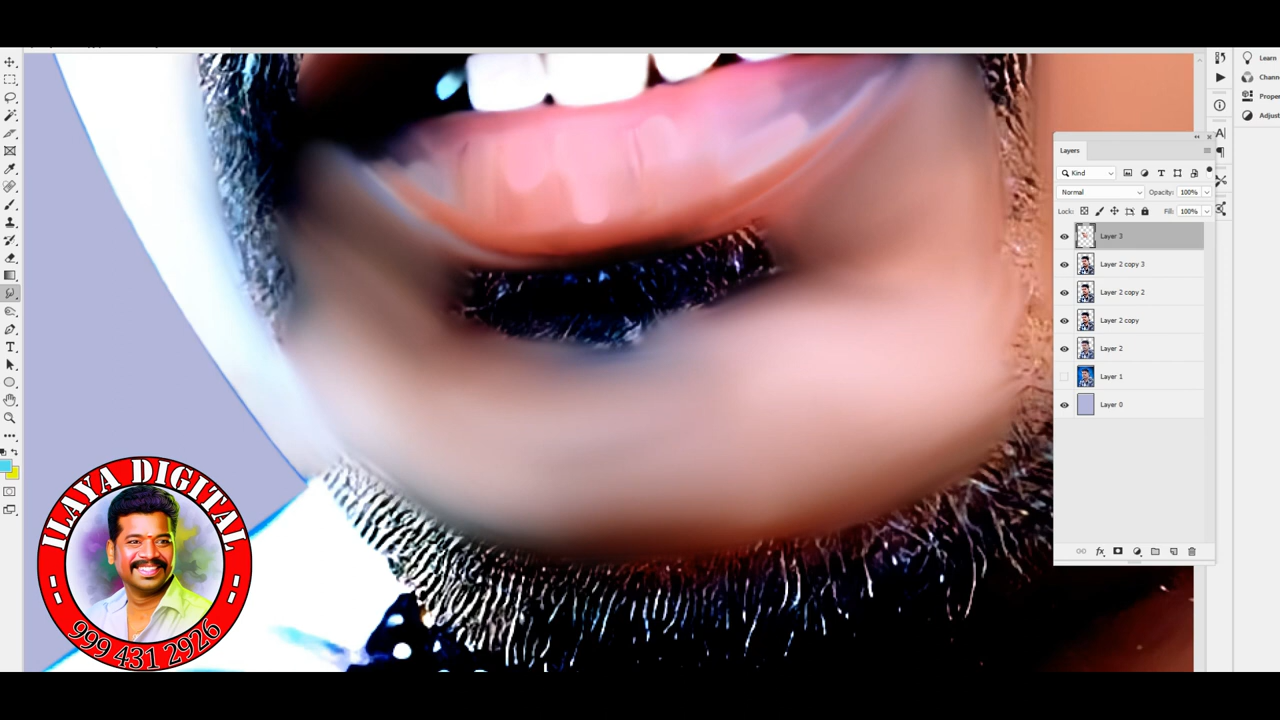 Learn
Chann
Proper
Adjust
Layers
Kind
Normal
Opacity: 100%
Lock:
Fill: 100%
Layer 3
Layer 2 copy 3
Layer 2 copy 2
Layer 2 copy
Layer 2
Layer 1
Layer 0
ILAYA DIGITAL
999 431 2926